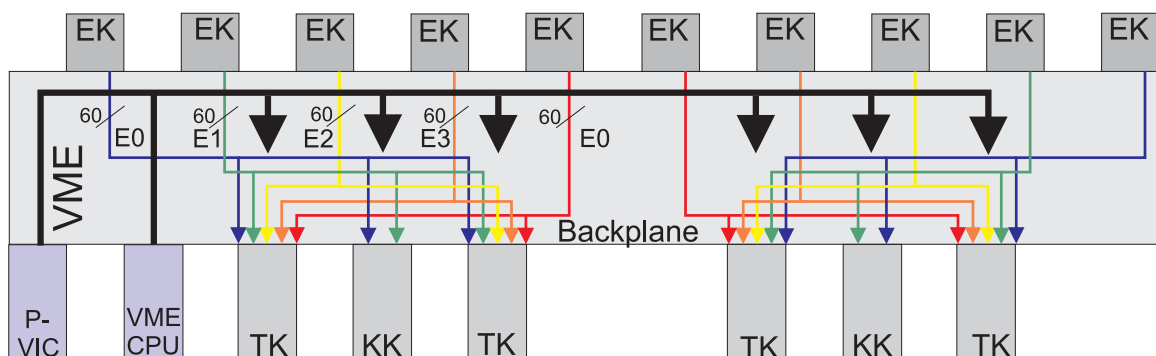 EK EK EK EK EK EK EK EK EK EK
60 60 60 60 60
E0 E1 E2 E3 E0
VME
Backplane
P-
VIC
VME
CPU
TK KK TK TK KK TK